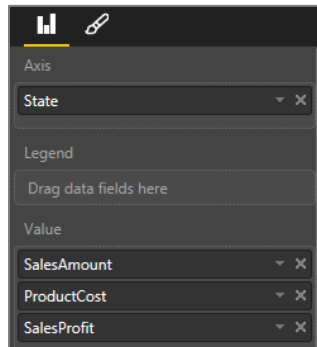 Axis
State
Legend
Drag data fields here
Value
SalesAmount
ProductCost
SalesProfit